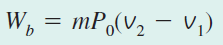 W_b = mP_0(v_2 − v_1)